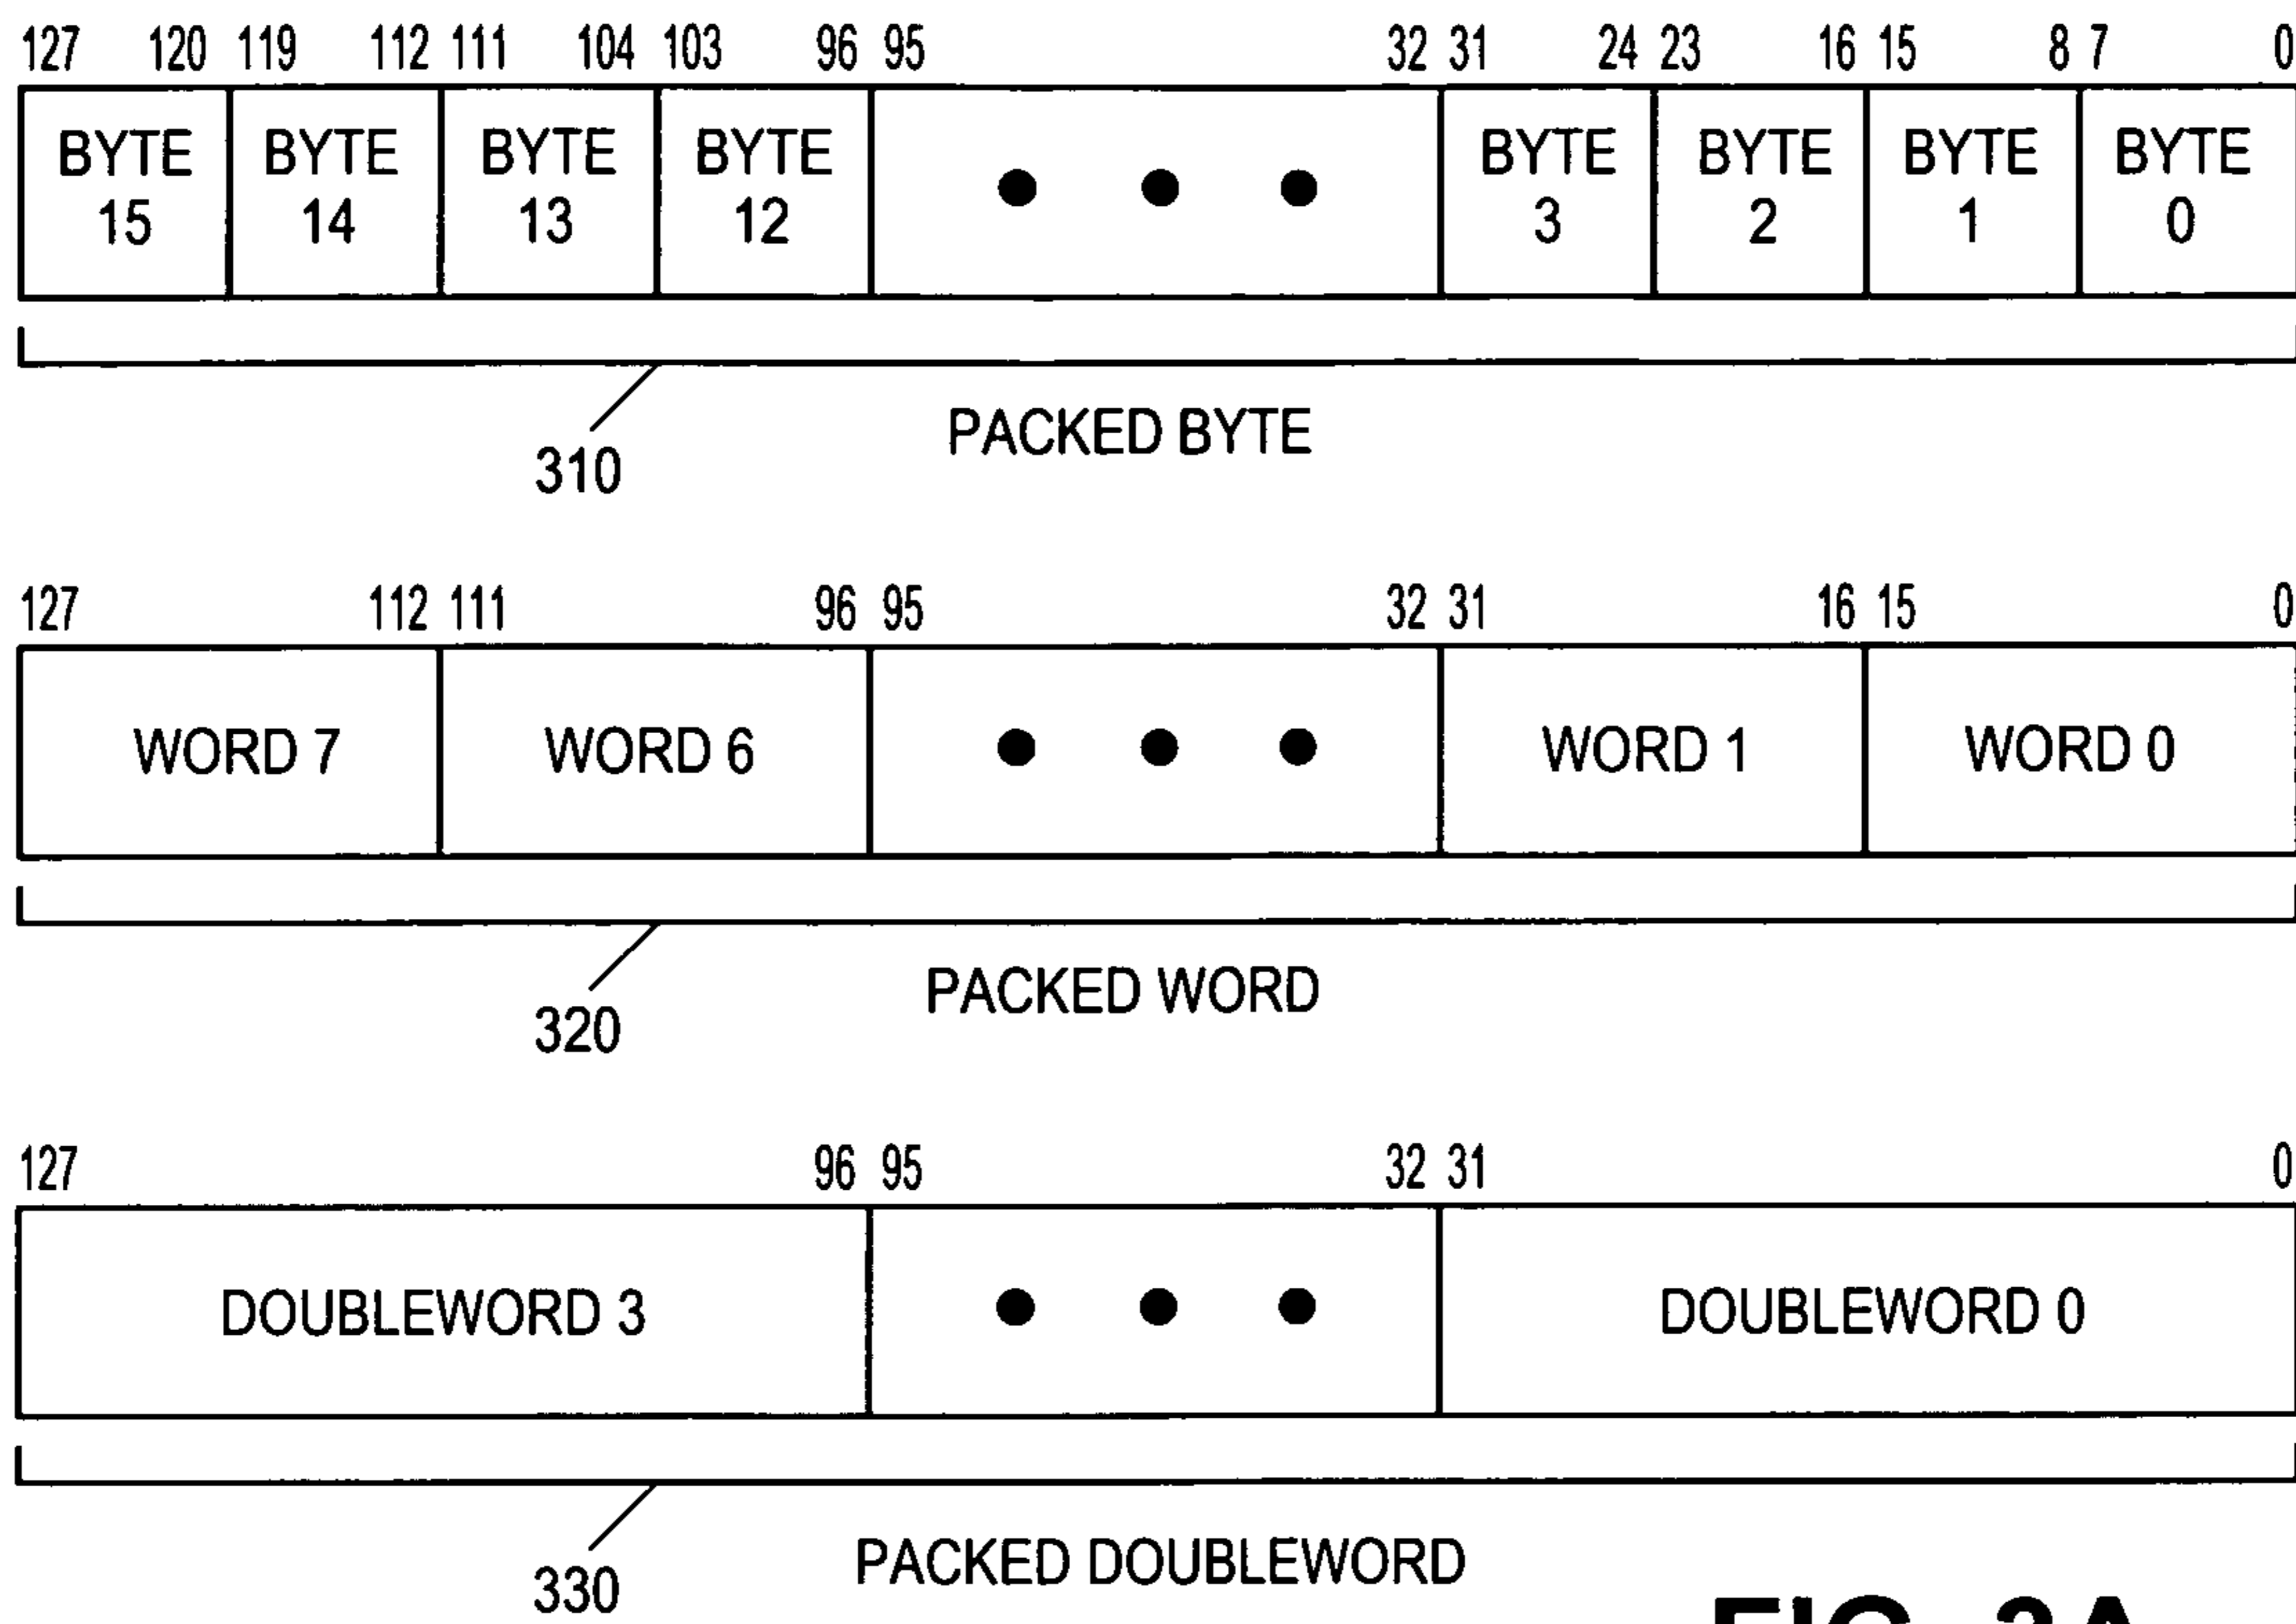 127 120 119 112 111 104 103 96 95 32 31 24 23 16 15 8 7 0
BYTE BYTE BYTE BYTE BYTE BYTE BYTE BYTE
15 14 13 12 3 2 1 0
310 PACKED BYTE
127 112 111 96 95 32 31 16 15 0
WORD 7 WORD 6 WORD 1 WORD 0
320 PACKED WORD
127 96 95 32 31 0
DOUBLEWORD 3 DOUBLEWORD 0
330 PACKED DOUBLEWORD